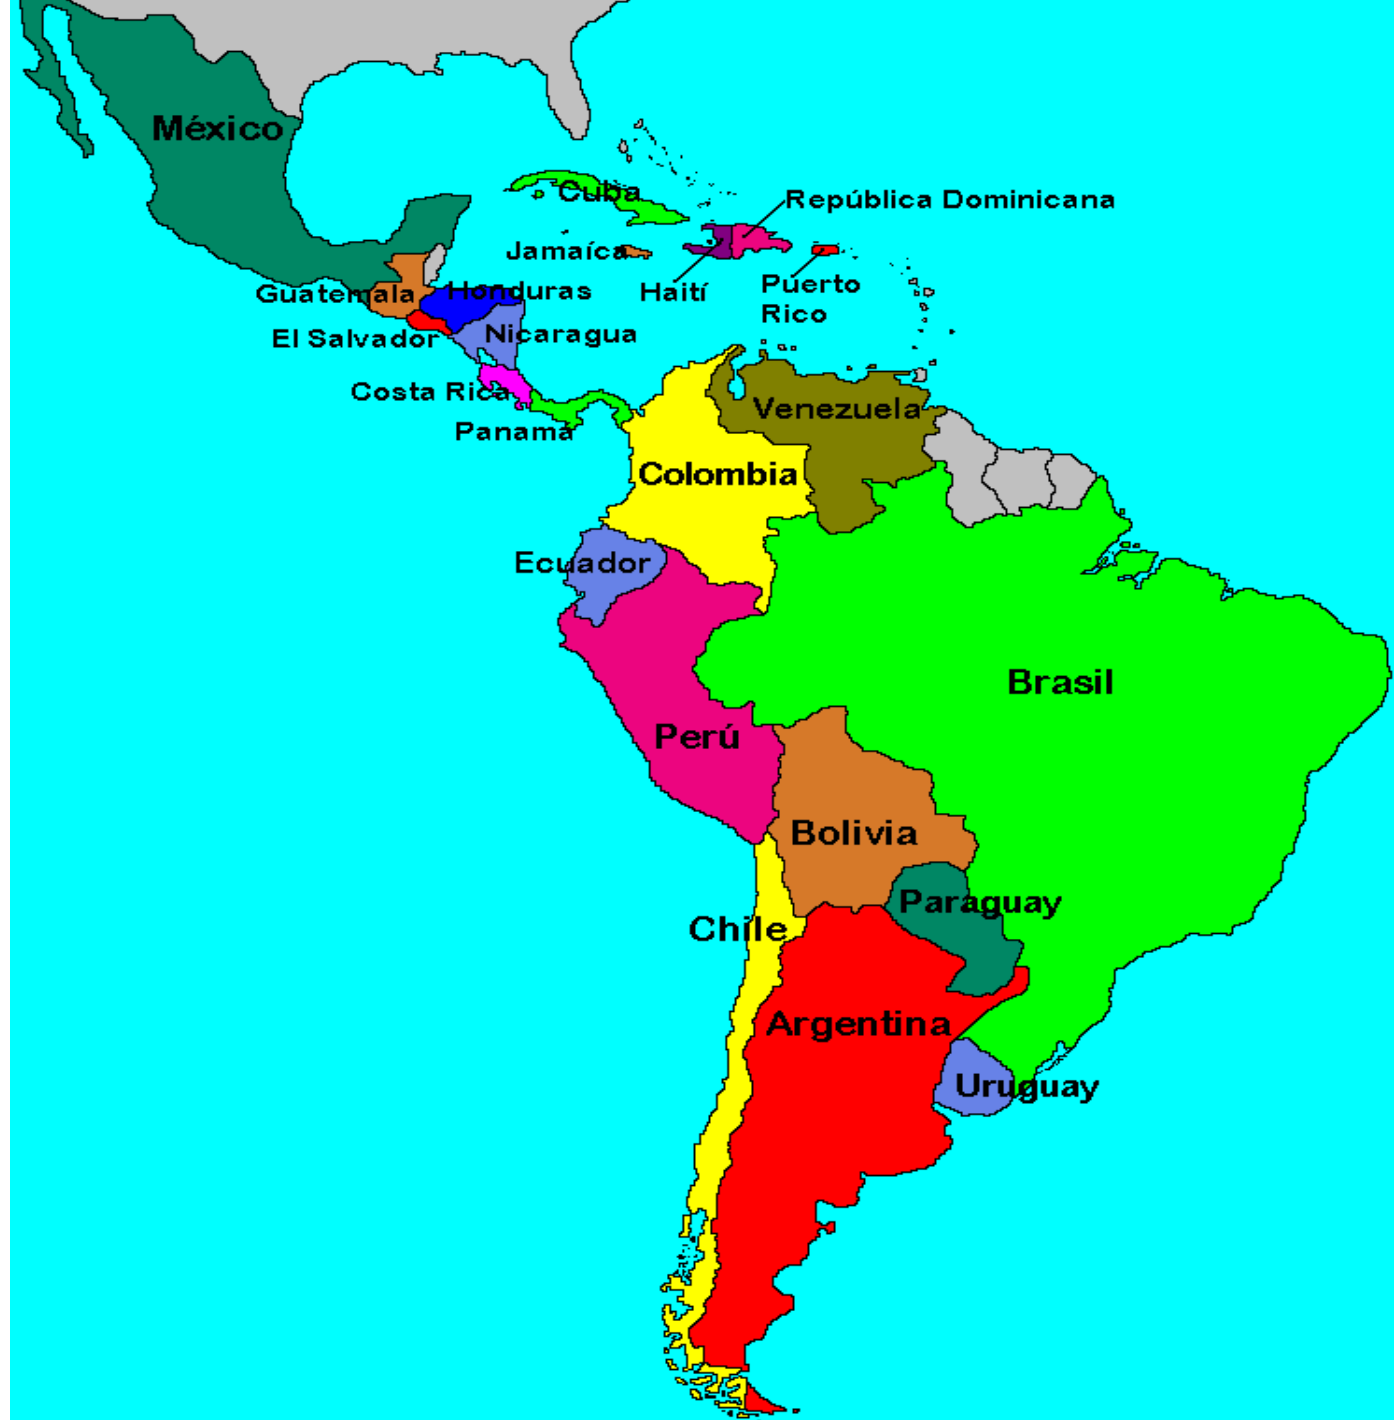 México
Cuba
República Dominicana
Jamaíca
Haití
Puerto
Rico
Guatemala
Honduras
El Salvador
Nicaragua
Costa Rica
Panamá
Venezuela
Colombia
Ecuador
Brasil
Perú
Bolivia
Paraguay
Chile
Argentina
Uruguay